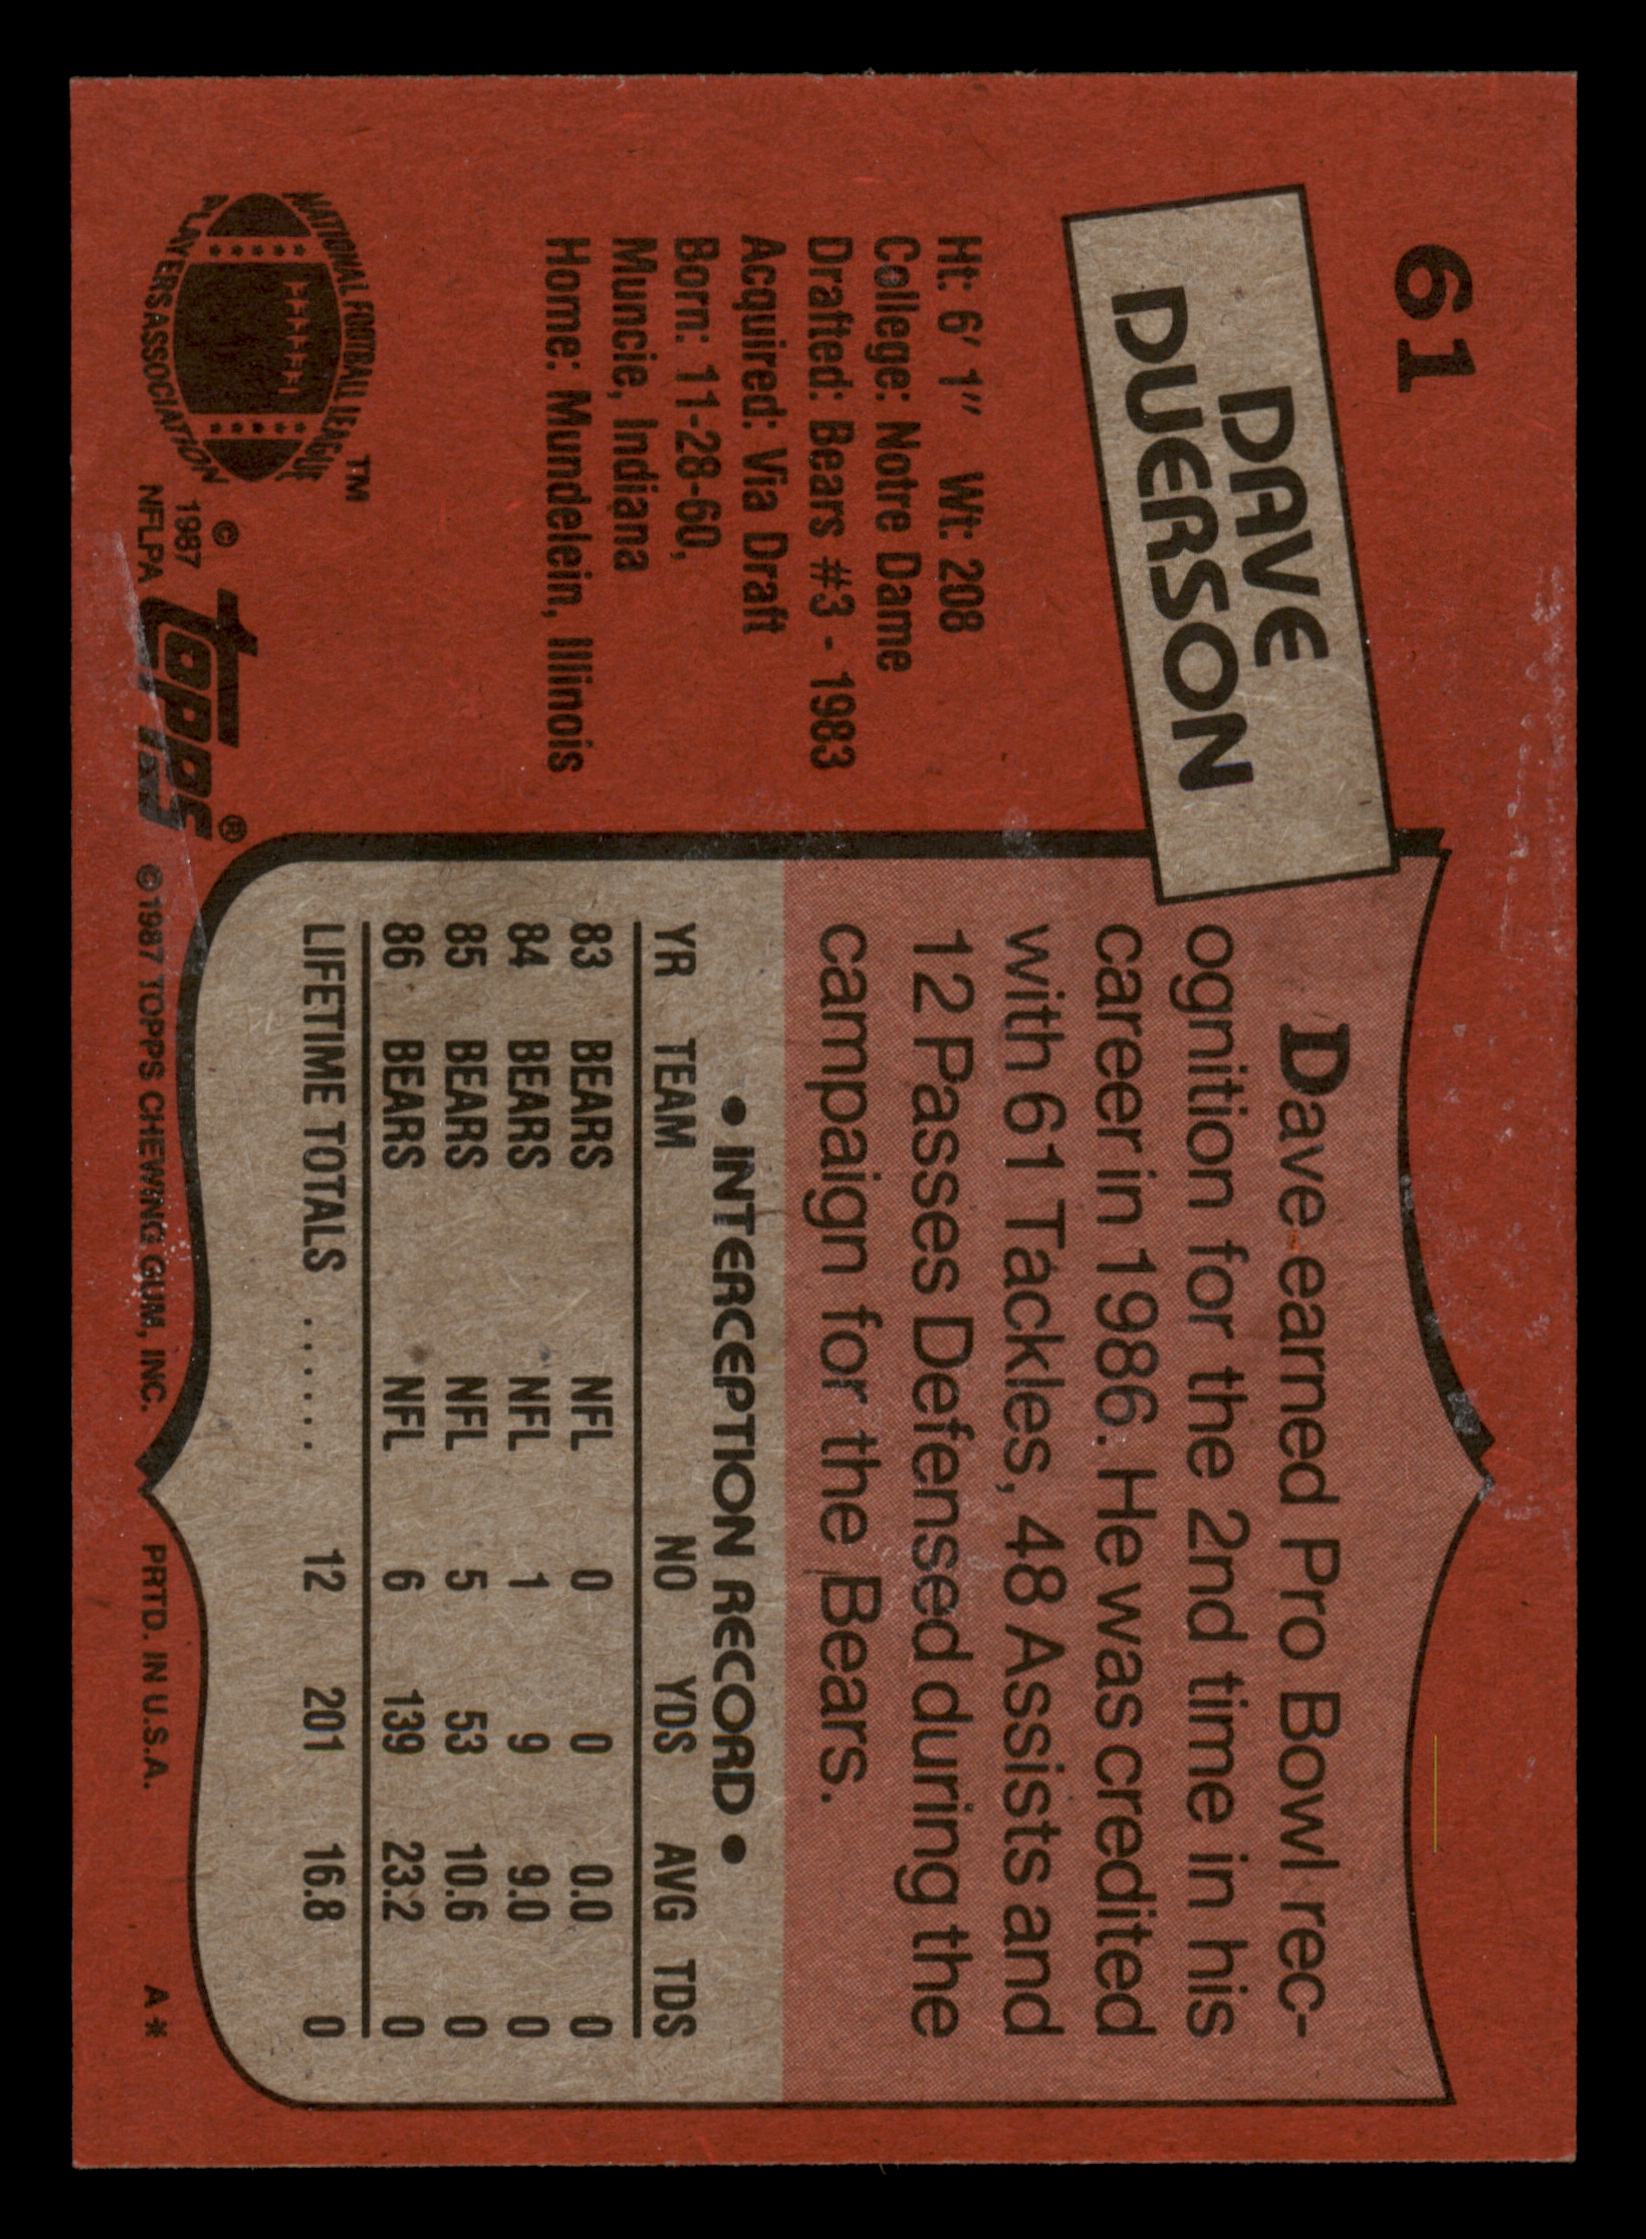 61
DAVE
DUERSON
Ht: 6' 1" Wt: 208
College: Notre Dame
Drafted: Bears #3 - 1983
Acquired: Via Draft
Born: 11-28-60,
Muncie, Indiana
Home: Mundelein, Illinois
NATIONAL FOOTBALL LEAGUE
PLAYERS ASSOCIATION
TM
©
1987
NFLPA
TOPPS®
Dave earned Pro Bowl rec-
ognition for the 2nd time in his
career in 1986. He was credited
with 61 Tackles, 48 Assists and
12 Passes Defensed during the
campaign for the Bears.
• INTERCEPTION RECORD •
YR TEAM NO YDS AVG TDS
83 BEARS NFL 0 0 0.0 0
84 BEARS NFL 1 9 9.0 0
85 BEARS NFL 5 53 10.6 0
86 BEARS NFL 6 139 23.2 0
LIFETIME TOTALS ...... 12 201 16.8 0
© 1987 TOPPS CHEWING GUM, INC. PRTD. IN U.S.A. A*